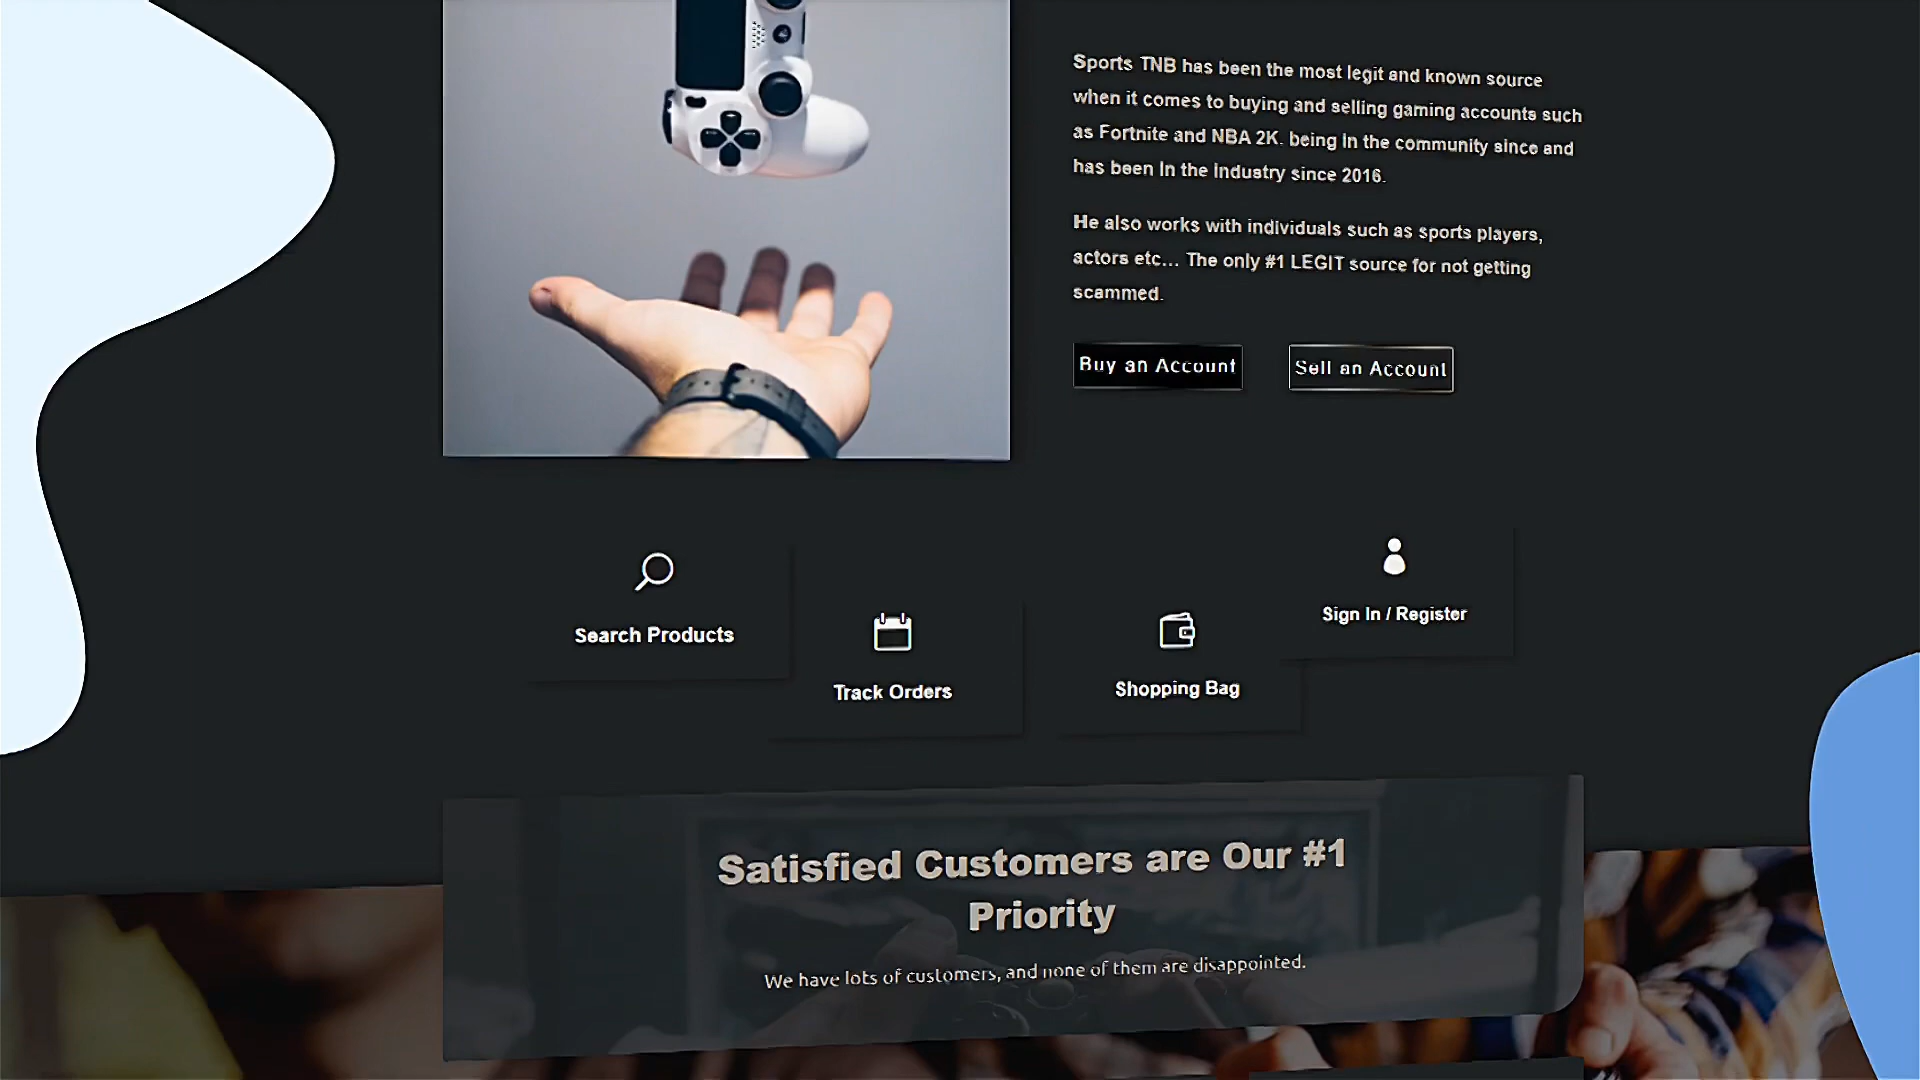 Sports TNB has been the most legit and known source
when it comes to buying and selling gaming accounts such
as Fortnite and NBA 2K. being in the community since and
has been in the industry since 2016.
He also works with individuals such as sports players,
actors etc... The only #1 LEGIT source for not getting
scammed.
Buy an Account
Sell an Account
Search Products
Track Orders
Shopping Bag
Sign In / Register
Satisfied Customers are Our #1
Priority
We have lots of customers, and none of them are disappointed.